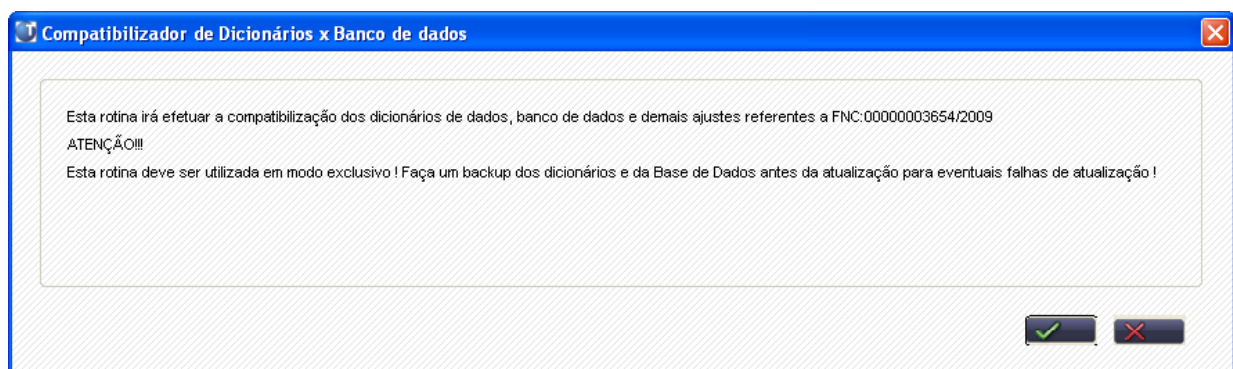 Compatibilizador de Dicionários x Banco de dados
Esta rotina irá efetuar a compatibilização dos dicionários de dados, banco de dados e demais ajustes referentes a FNC:00000003654/2009
ATENÇÃO!!!
Esta rotina deve ser utilizada em modo exclusivo ! Faça um backup dos dicionários e da Base de Dados antes da atualização para eventuais falhas de atualização !